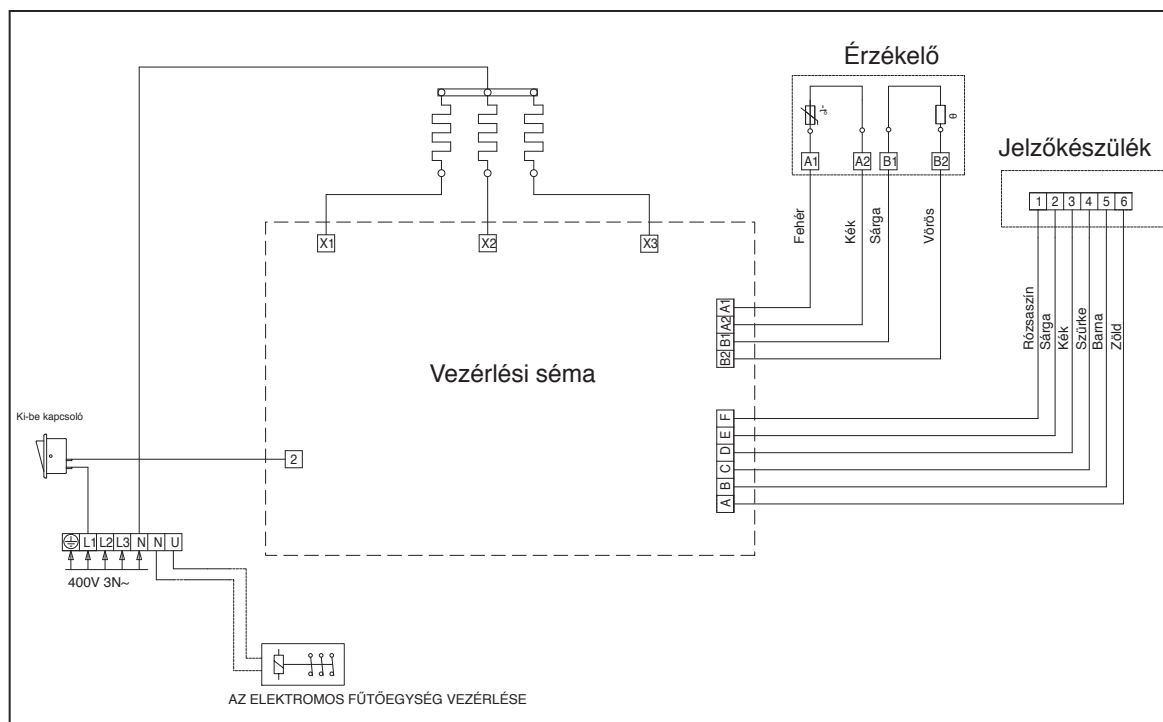 Érzékelő
-t°
θ
A1 A2 B1 B2
Jelzőkészülék
1 2 3 4 5 6
Fehér
Kék
Sárga
Vörös
Rózsaszín
Sárga
Kék
Szürke
Barna
Zöld
X1 X2 X3
A1
A2
B1
B2
Vezérlési séma
F
E
D
C
B
A
Ki-be kapcsoló
2
L1 L2 L3 N N U
400V 3N~
AZ ELEKTROMOS FŰTŐEGYSÉG VEZÉRLÉSE